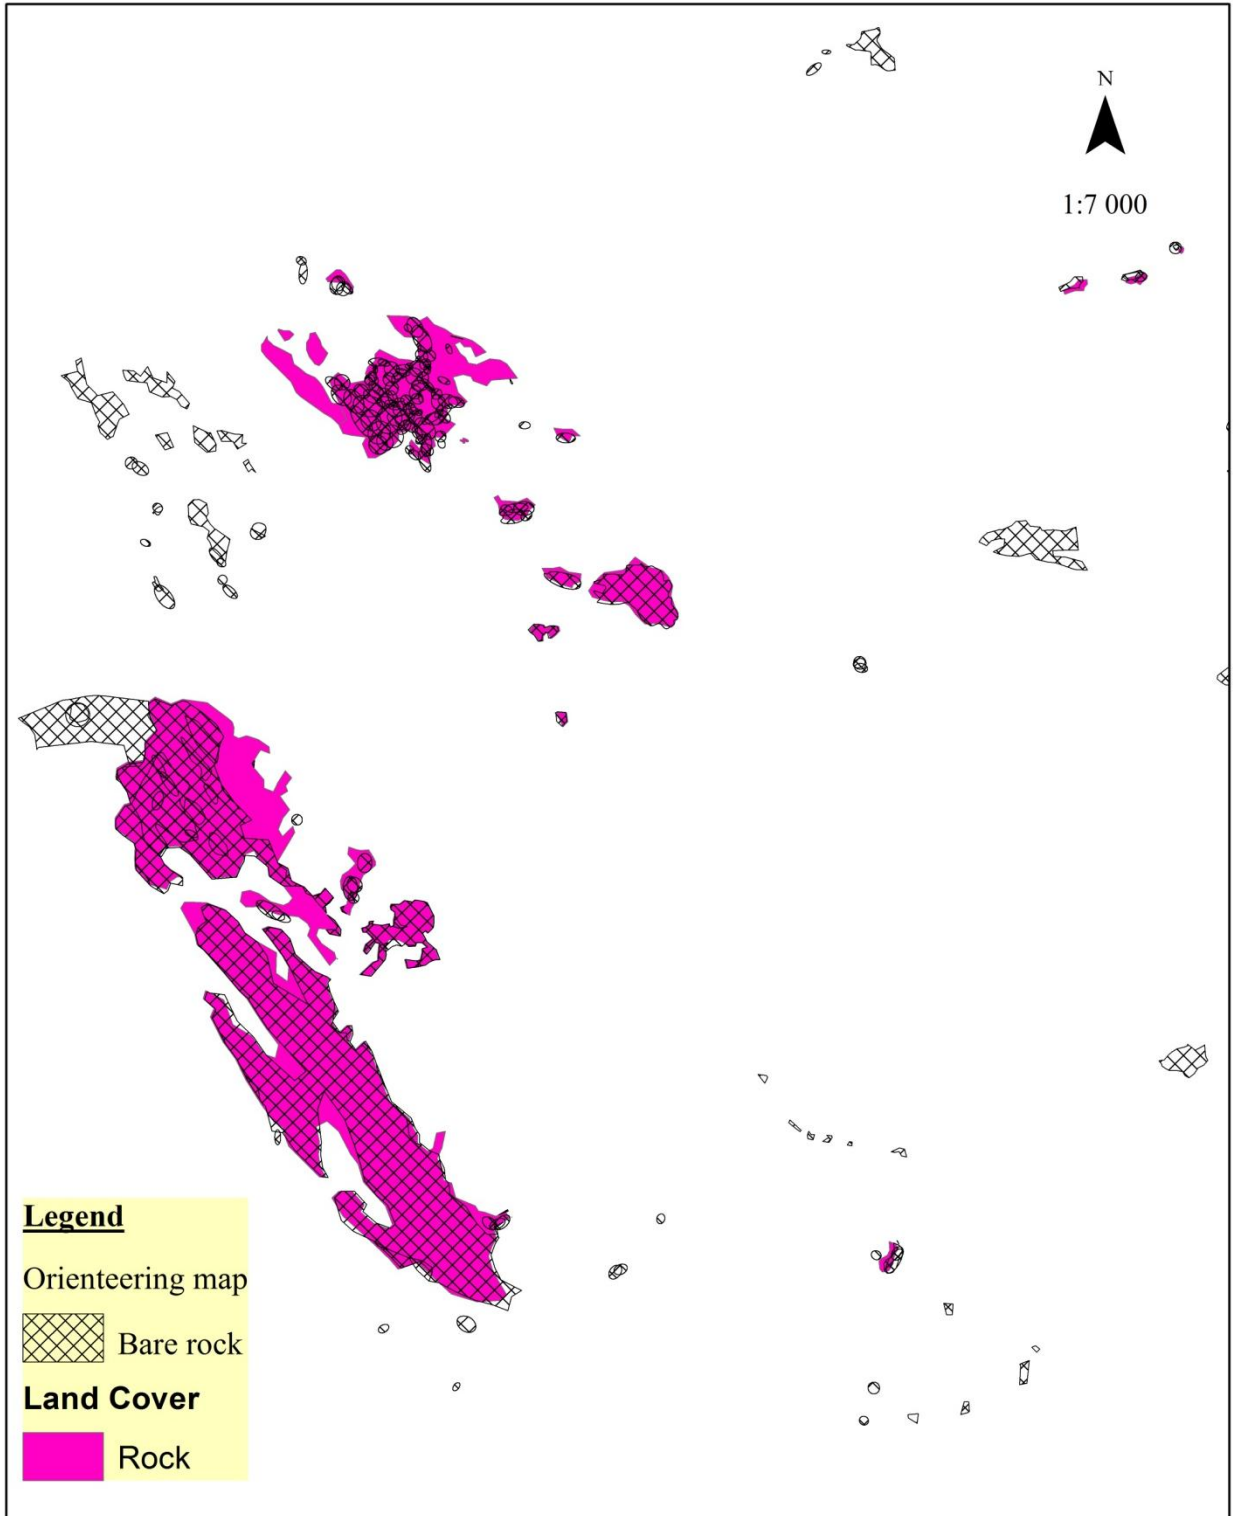 N
1:7 000
Legend
Orienteering map
Bare rock
Land Cover
Rock